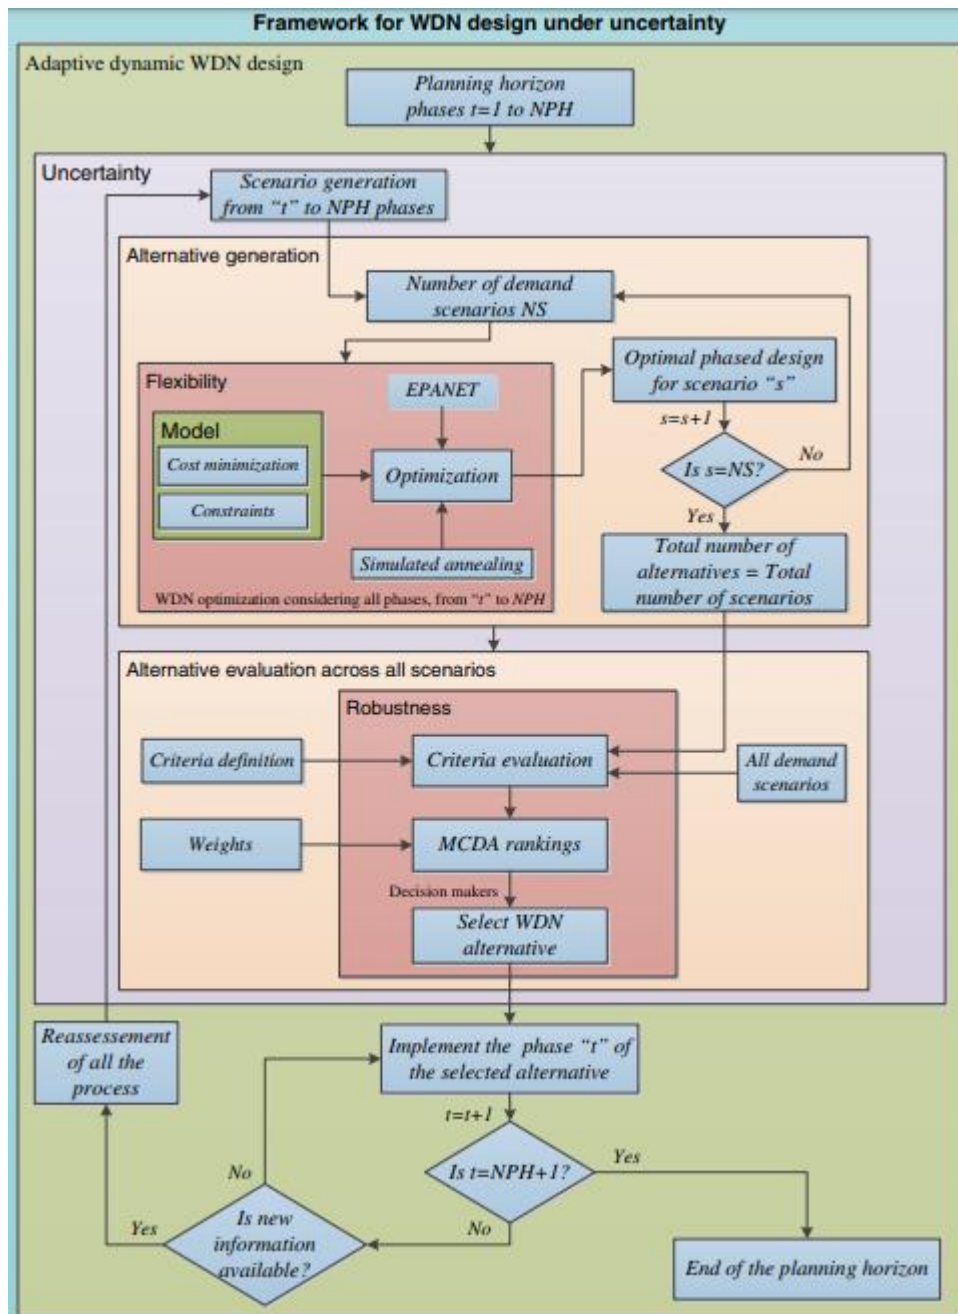 Framework for WDN design under uncertainty
Adaptive dynamic WDN design
Planning horizon
phases t=1 to NPH
Uncertainty
Scenario generation
from “t” to NPH phases
Alternative generation
Number of demand
scenarios NS
Optimal phased design
for scenario “s”
Flexibility
EPANET
s=s+1
Model
Cost minimization
Optimization
Is s=NS?
No
Constraints
Yes
Simulated annealing
Total number of
alternatives = Total
number of scenarios
WDN optimization considering all phases, from “t” to NPH
Alternative evaluation across all scenarios
Robustness
Criteria definition
Criteria evaluation
All demand
scenarios
Weights
MCDA rankings
Decision makers
Select WDN
alternative
Reassessement
of all the
process
Implement the phase “t” of
the selected alternative
t=t+1
Is t=NPH+1?
Yes
No
No
Yes
Is new
information
available?
End of the planning horizon